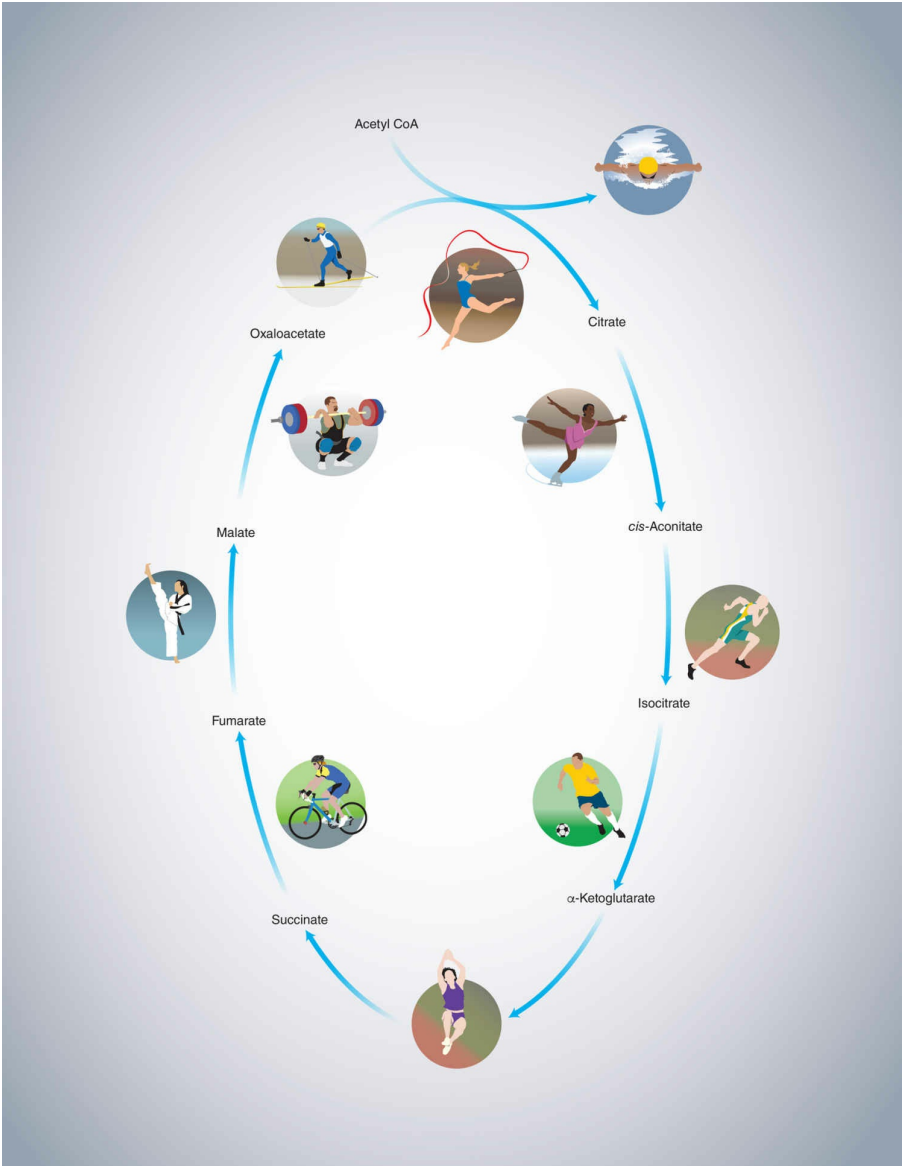 Acetyl CoA
Citrate
Oxaloacetate
cis-Aconitate
Malate
Isocitrate
Fumarate
α-Ketoglutarate
Succinate